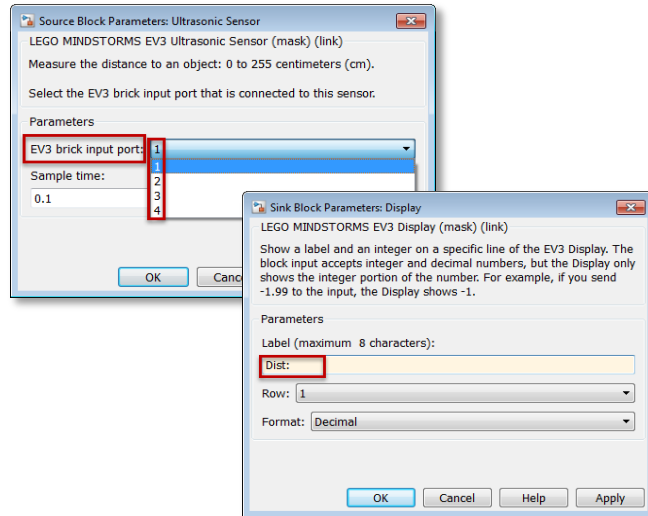 Source Block Parameters: Ultrasonic Sensor
LEGO MINDSTORMS EV3 Ultrasonic Sensor (mask) (link)
Measure the distance to an object: 0 to 255 centimeters (cm).
Select the EV3 brick input port that is connected to this sensor.
Parameters
EV3 brick input port: 1
1
2
3
4
Sample time:
0.1
OK
Sink Block Parameters: Display
LEGO MINDSTORMS EV3 Display (mask) (link)
Show a label and an integer on a specific line of the EV3 Display. The
block input accepts integer and decimal numbers, but the Display only
shows the integer portion of the number. For example, if you send
-1.99 to the input, the Display shows -1.
Parameters
Label (maximum 8 characters):
Dist:
Row: 1
Format: Decimal
OK Cancel Help Apply